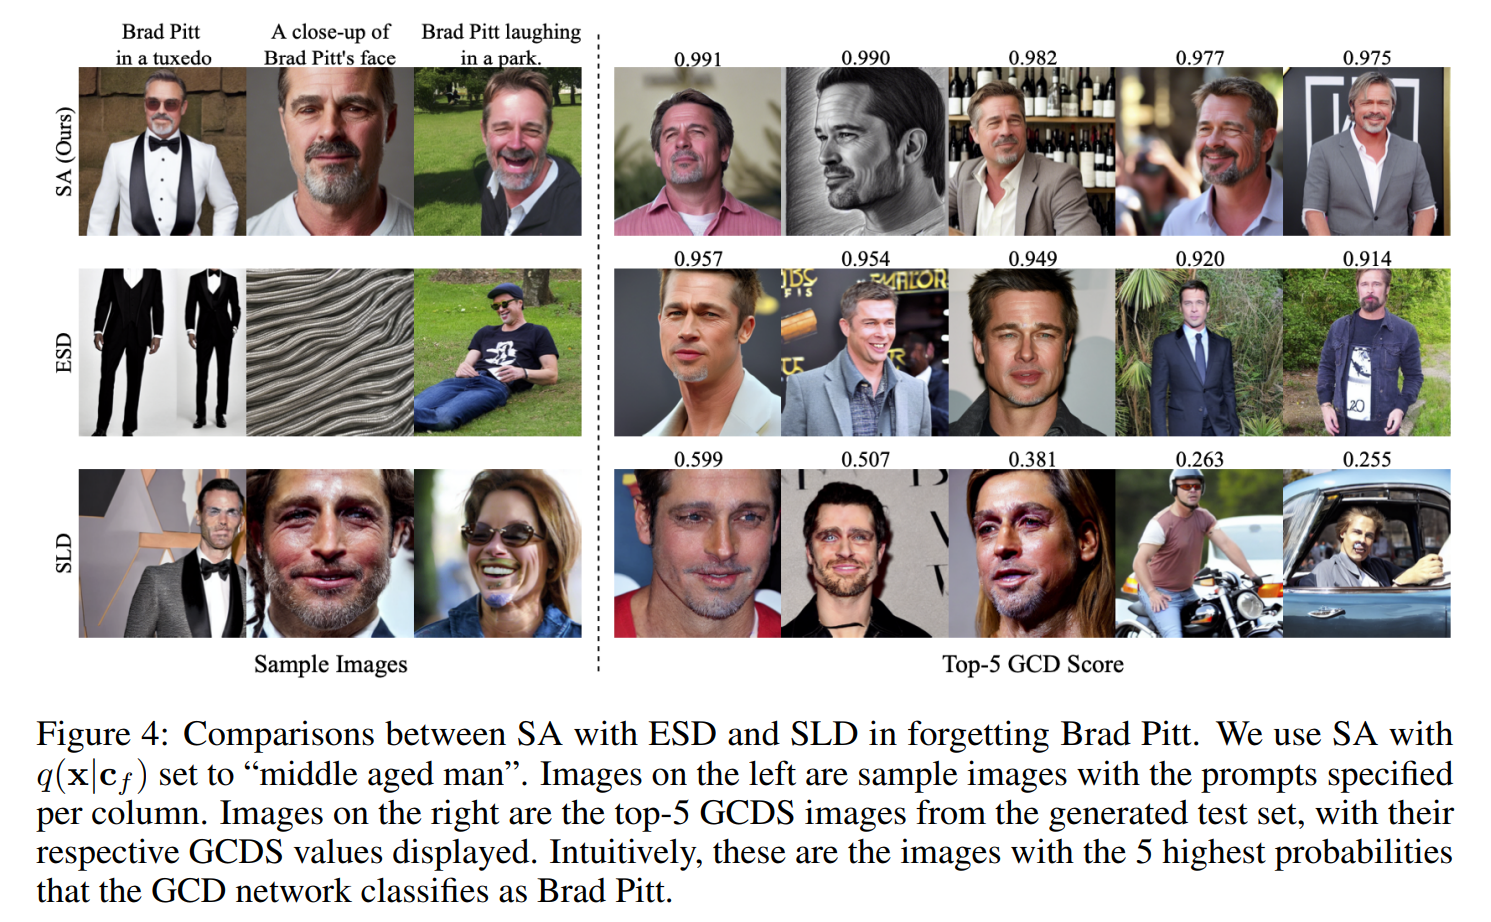 Brad Pitt
in a tuxedo
A close-up of
Brad Pitt's face
Brad Pitt laughing
in a park.
0.991
0.990
0.982
0.977
0.975
SA (Ours)
0.957
0.954
0.949
0.920
0.914
ESD
0.599
0.507
0.381
0.263
0.255
SLD
Sample Images
Top-5 GCD Score
Figure 4: Comparisons between SA with ESD and SLD in forgetting Brad Pitt. We use SA with
q(x|c_f) set to “middle aged man”. Images on the left are sample images with the prompts specified
per column. Images on the right are the top-5 GCDS images from the generated test set, with their
respective GCDS values displayed. Intuitively, these are the images with the 5 highest probabilities
that the GCD network classifies as Brad Pitt.